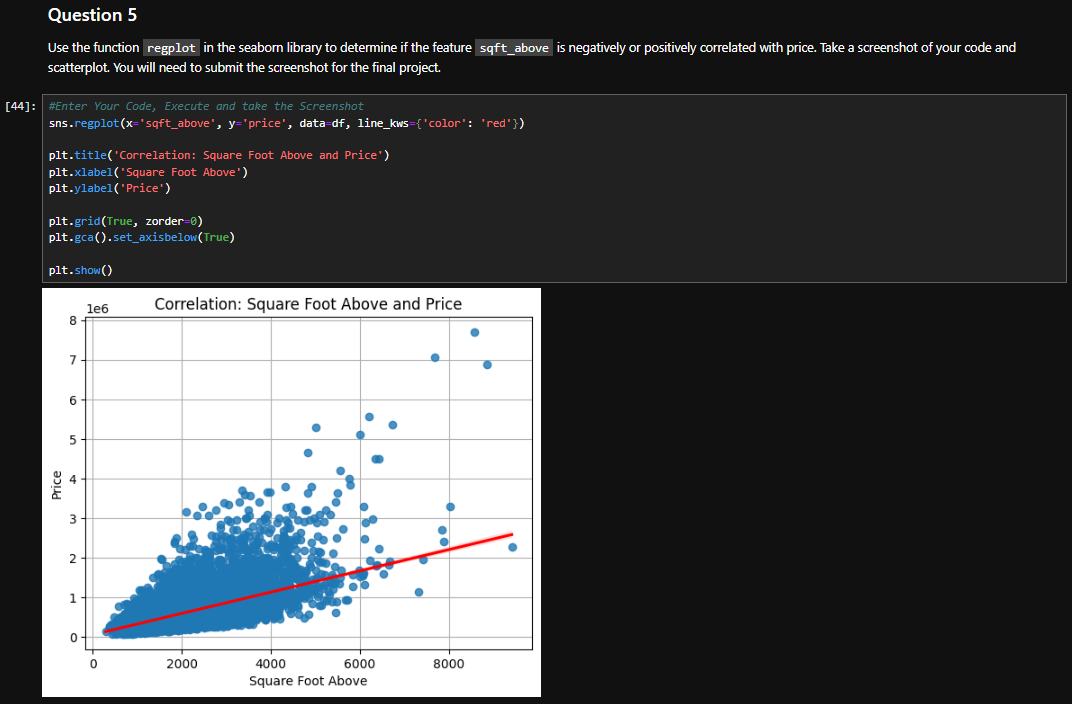 Question 5
Use the function regplot in the seaborn library to determine if the feature sqft_above is negatively or positively correlated with price. Take a screenshot of your code and
scatterplot. You will need to submit the screenshot for the final project.
[44]: #Enter Your Code, Execute and take the Screenshot
sns.regplot(x='sqft_above', y='price', data=df, line_kws={'color': 'red'})
plt.title('Correlation: Square Foot Above and Price')
plt.xlabel('Square Foot Above')
plt.ylabel('Price')
plt.grid(True, zorder=0)
plt.gca().set_axisbelow(True)
plt.show()
1e6 Correlation: Square Foot Above and Price
8
7
6
5
4
3
2
1
0
Price
0 2000 4000 6000 8000
Square Foot Above